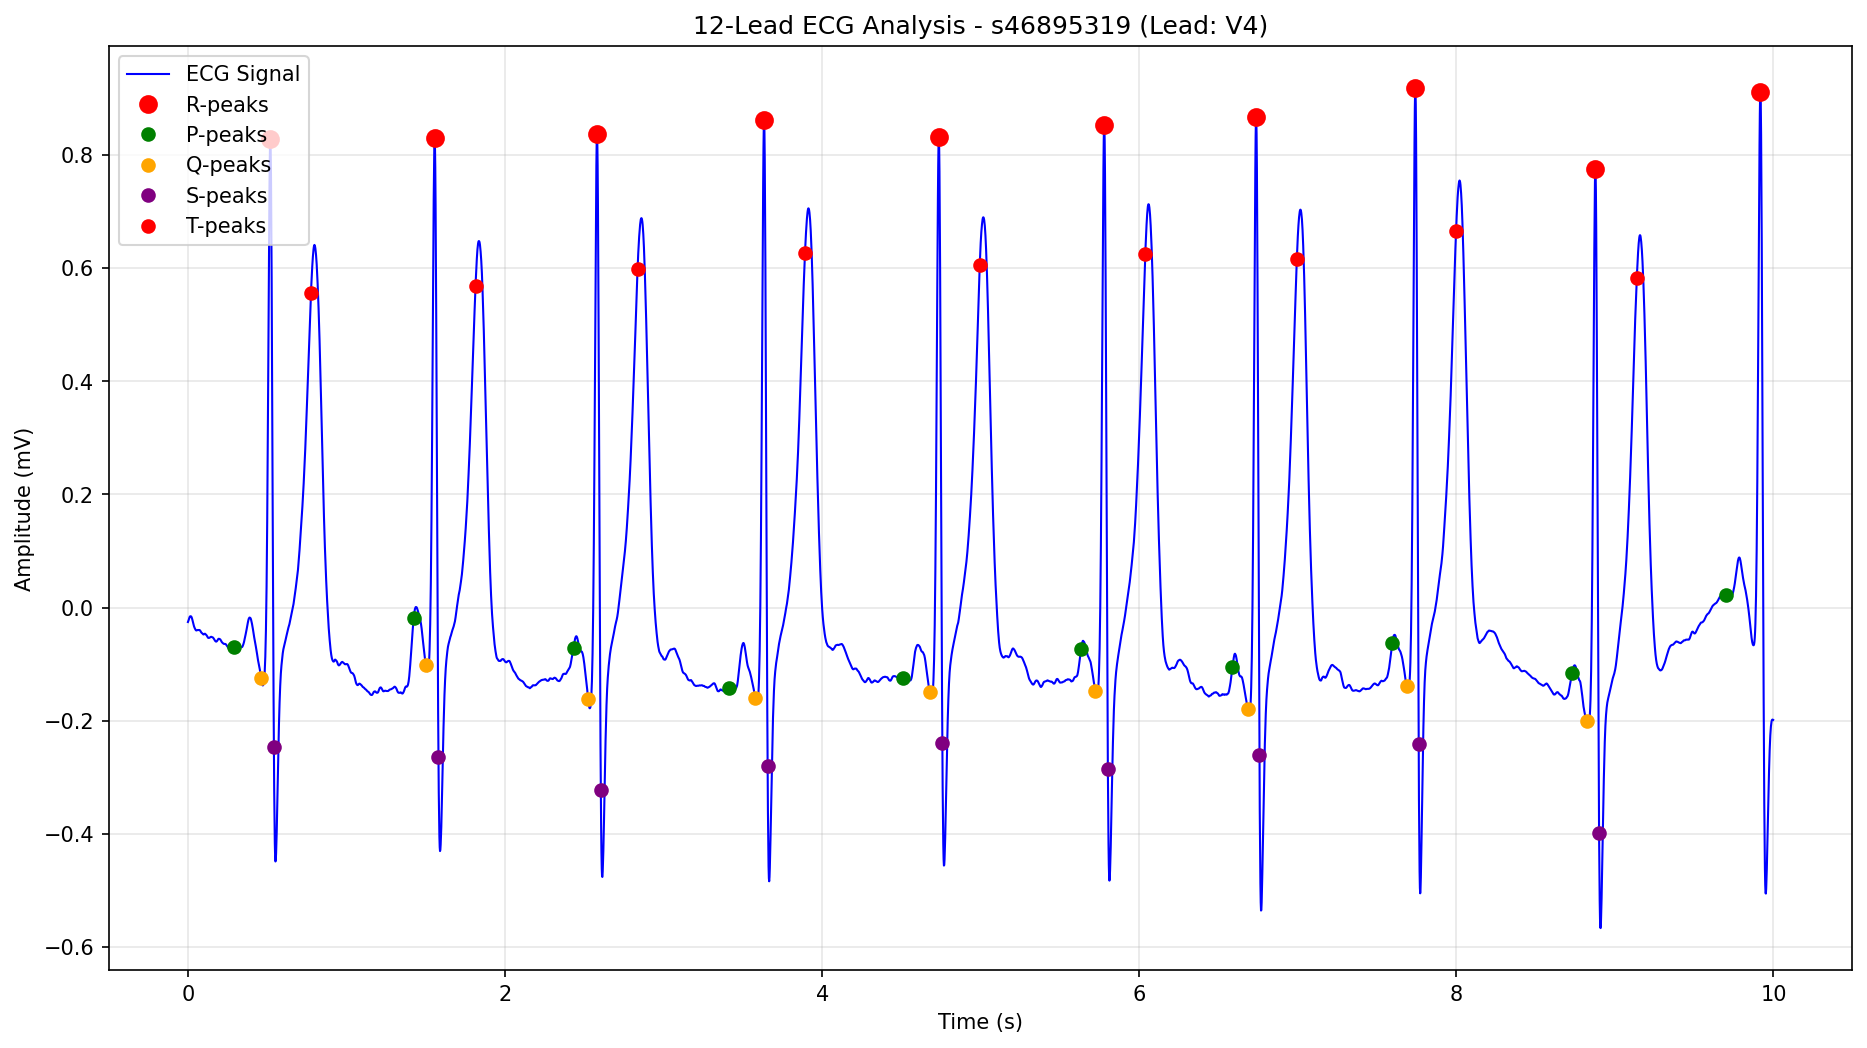 12-Lead ECG Analysis - s46895319 (Lead: V4)
ECG Signal
R-peaks
P-peaks
Q-peaks
S-peaks
T-peaks
Amplitude (mV)
0.8
0.6
0.4
0.2
0.0
−0.2
−0.4
−0.6
0 2 4 6 8 10
Time (s)